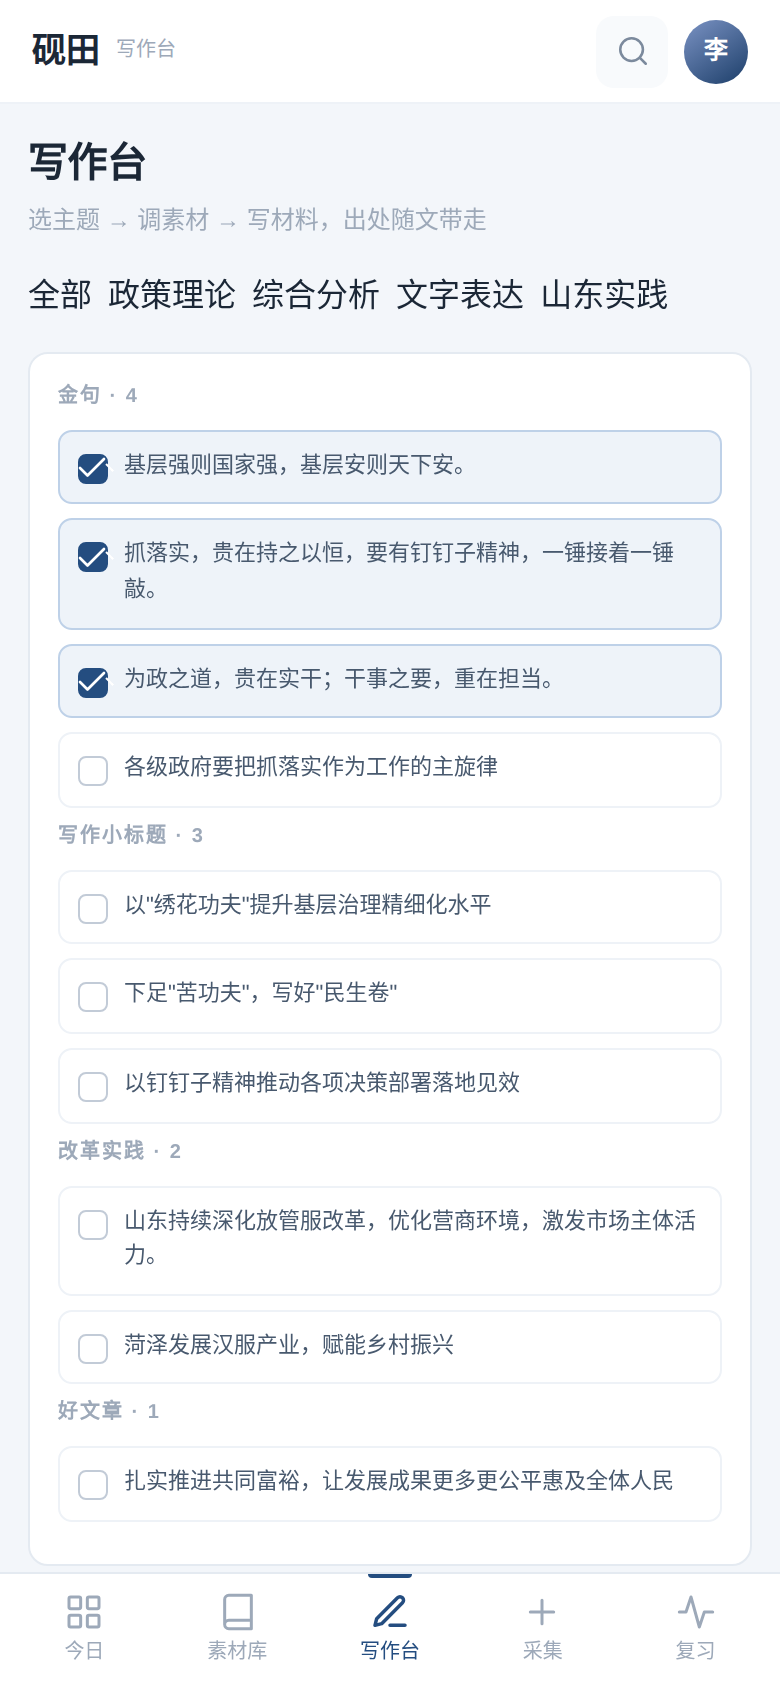 砚田 写作台 李
写作台
选主题 → 调素材 → 写材料，出处随文带走
全部 政策理论 综合分析 文字表达 山东实践
金句 · 4
基层强则国家强，基层安则天下安。
抓落实，贵在持之以恒，要有钉钉子精神，一锤接着一锤
敲。
为政之道，贵在实干；干事之要，重在担当。
各级政府要把抓落实作为工作的主旋律
写作小标题 · 3
以"绣花功夫"提升基层治理精细化水平
下足"苦功夫"，写好"民生卷"
以钉钉子精神推动各项决策部署落地见效
改革实践 · 2
山东持续深化放管服改革，优化营商环境，激发市场主体活
力。
菏泽发展汉服产业，赋能乡村振兴
好文章 · 1
扎实推进共同富裕，让发展成果更多更公平惠及全体人民
今日 素材库 写作台 采集 复习